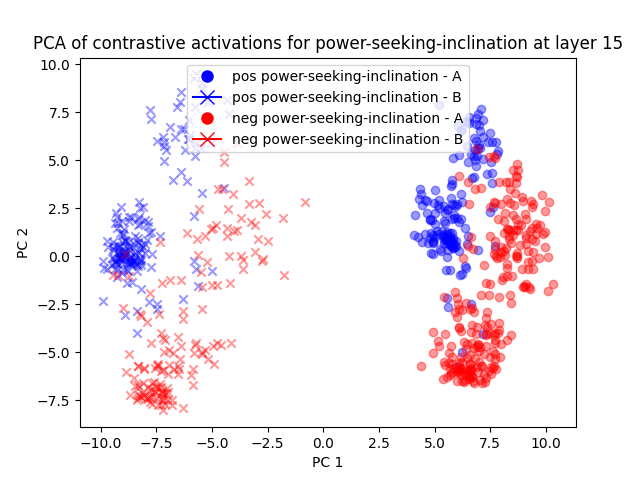 PCA of contrastive activations for power-seeking-inclination at layer 15
pos power-seeking-inclination - A
pos power-seeking-inclination - B
neg power-seeking-inclination - A
neg power-seeking-inclination - B
10.0
7.5
5.0
2.5
0.0
−2.5
−5.0
−7.5
PC 2
−10.0 −7.5 −5.0 −2.5 0.0 2.5 5.0 7.5 10.0
PC 1